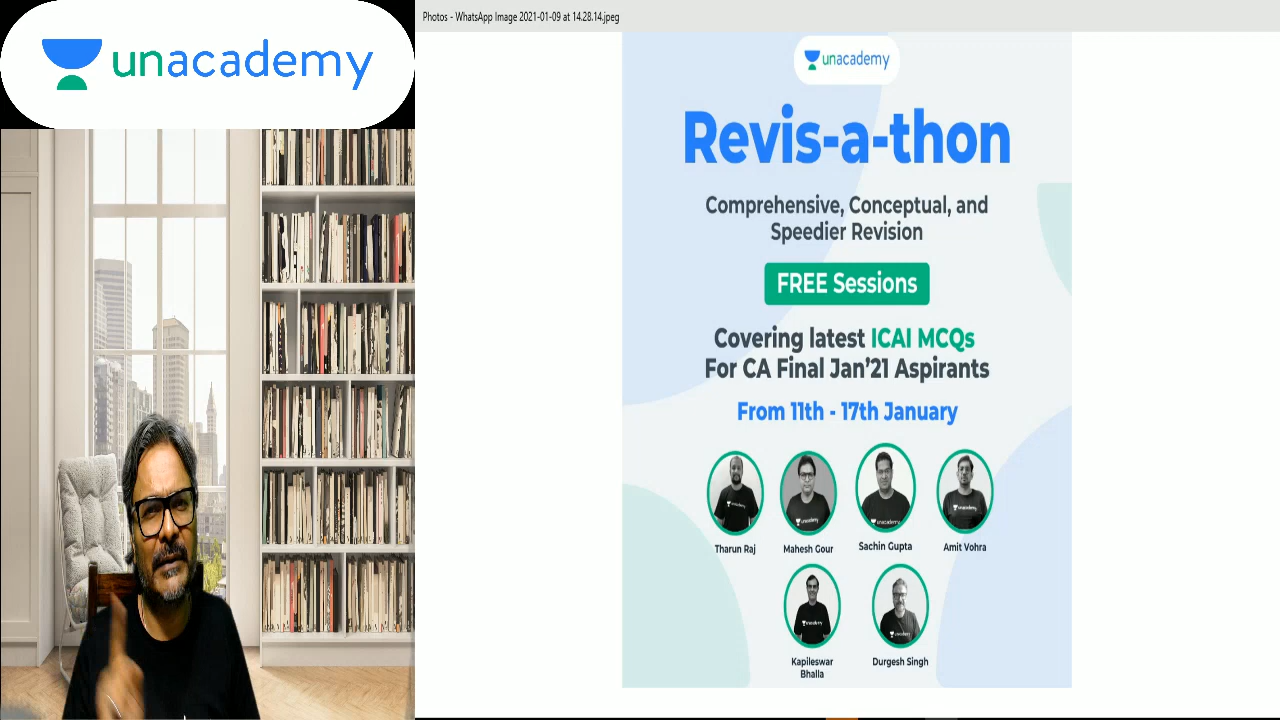 unacademy
Photos - WhatsApp Image 2021-01-09 at 14.28.14.jpeg
unacademy
Revis-a-thon
Comprehensive, Conceptual, and
Speedier Revision
FREE Sessions
Covering latest ICAI MCQs
For CA Final Jan'21 Aspirants
From 11th - 17th January
Tharun Raj
Mahesh Gour
Sachin Gupta
Amit Vohra
Kapileswar
Bhalla
Durgesh Singh